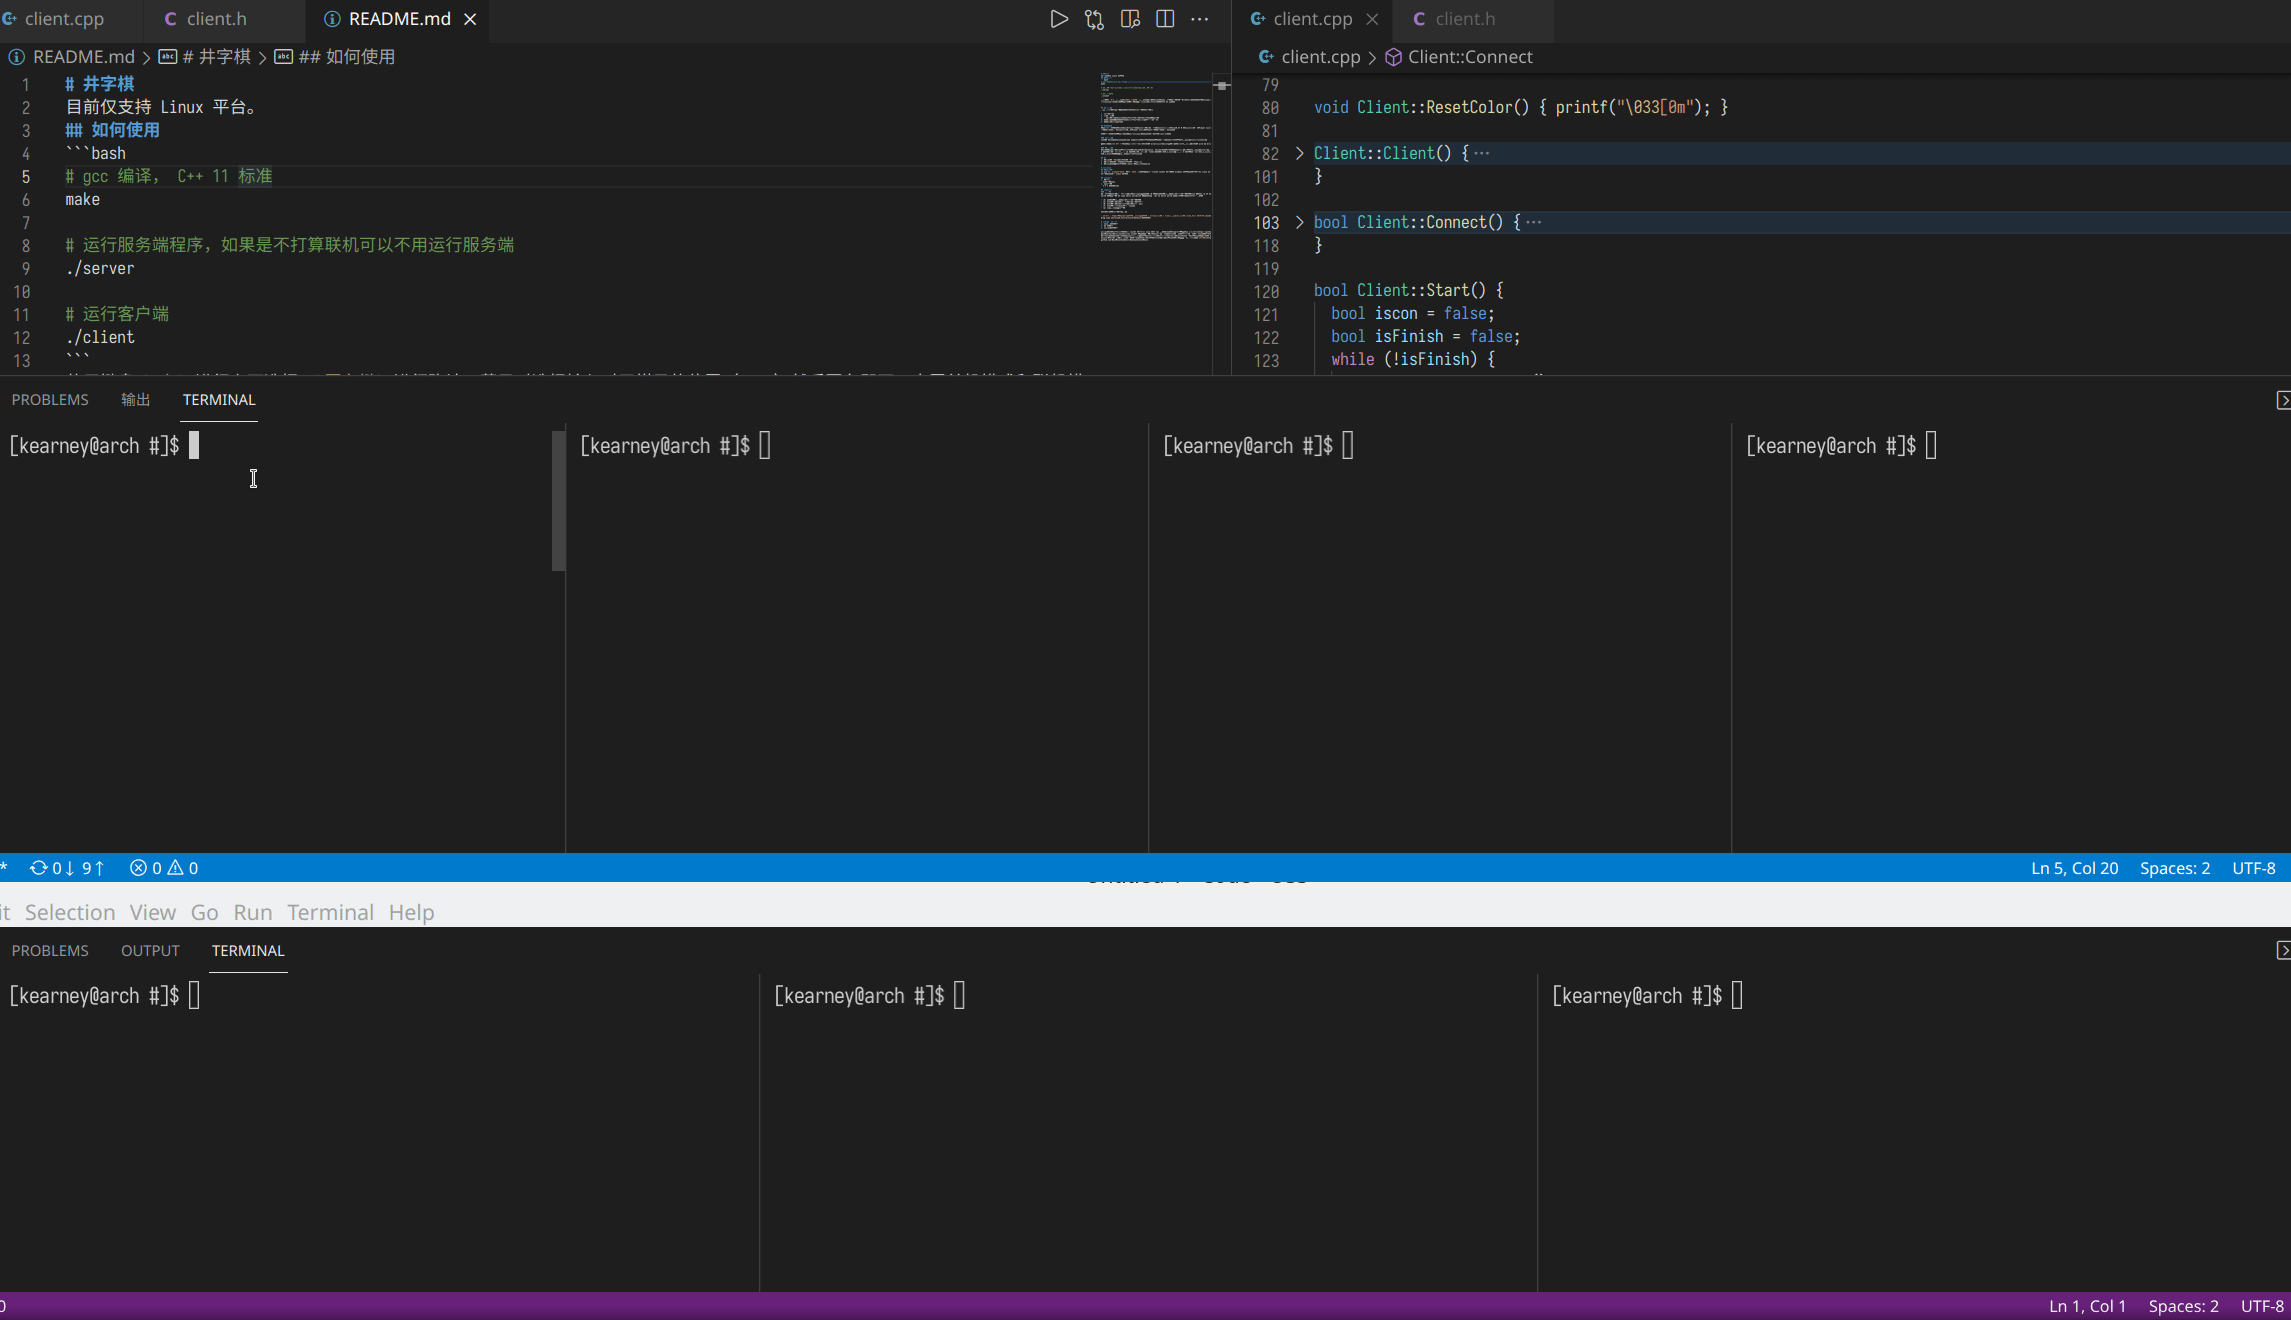 client.cpp client.h README.md
README.md > # 井字棋 > ## 如何使用
1 # 井字棋
2 目前仅支持 Linux 平台。
3 ## 如何使用
4 ```bash
5 # gcc 编译， C++ 11 标准
6 make
7
8 # 运行服务端程序，如果是不打算联机可以不用运行服务端
9 ./server
10
11 # 运行客户端
12 ./client
13 ```
client.cpp client.h
client.cpp > Client::Connect
79
80 void Client::ResetColor() { printf("\033[0m"); }
81
82 > Client::Client() { ···
101 }
102
103 > bool Client::Connect() { ···
118 }
119
120 bool Client::Start() {
121 bool iscon = false;
122 bool isFinish = false;
123 while (!isFinish) {
PROBLEMS 输出 TERMINAL
[kearney@arch #]$ [kearney@arch #]$ [kearney@arch #]$ [kearney@arch #]$
* 0↓ 9↑ 0 0 Ln 5, Col 20 Spaces: 2 UTF-8
it Selection View Go Run Terminal Help
PROBLEMS OUTPUT TERMINAL
[kearney@arch #]$ [kearney@arch #]$ [kearney@arch #]$
0 Ln 1, Col 1 Spaces: 2 UTF-8